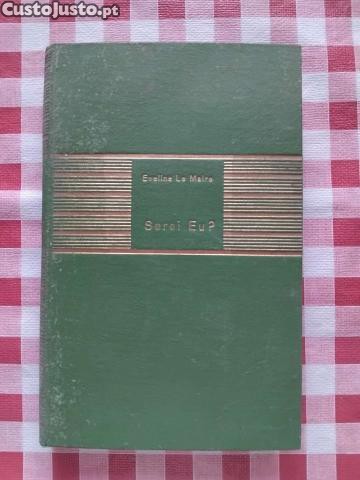 CustoJusto.pt
Eveline Le Maire
Serei Eu?